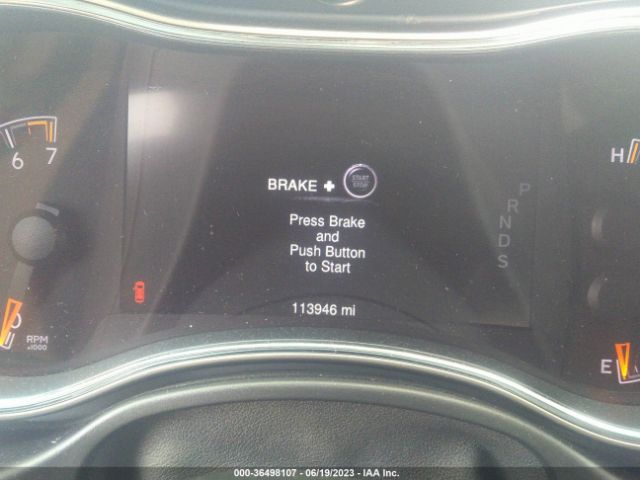 6 7
H
BRAKE + START STOP
P
R
N
D
S
Press Brake
and
Push Button
to Start
113946 mi
0
RPM
x1000
E
000-36498107 - 06/19/2023 - IAA Inc.